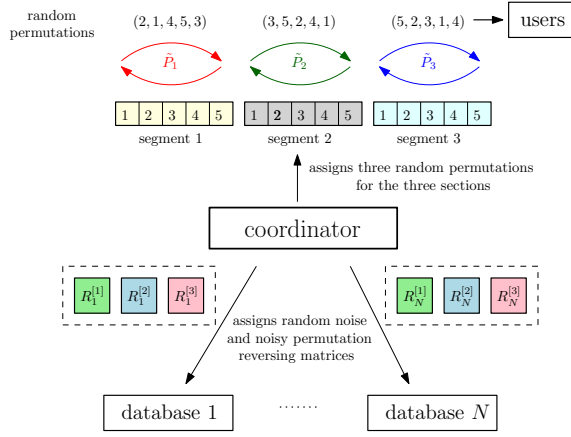 random
permutations
(2, 1, 4, 5, 3)
(3, 5, 2, 4, 1)
(5, 2, 3, 1, 4)
users
P̃₁
P̃₂
P̃₃
1 2 3 4 5
1 2 3 4 5
1 2 3 4 5
segment 1
segment 2
segment 3
assigns three random permutations
for the three sections
coordinator
R₁^[1] R₁^[2] R₁^[3]
R_N^[1] R_N^[2] R_N^[3]
assigns random noise
and noisy permutation
reversing matrices
database 1
.......
database N